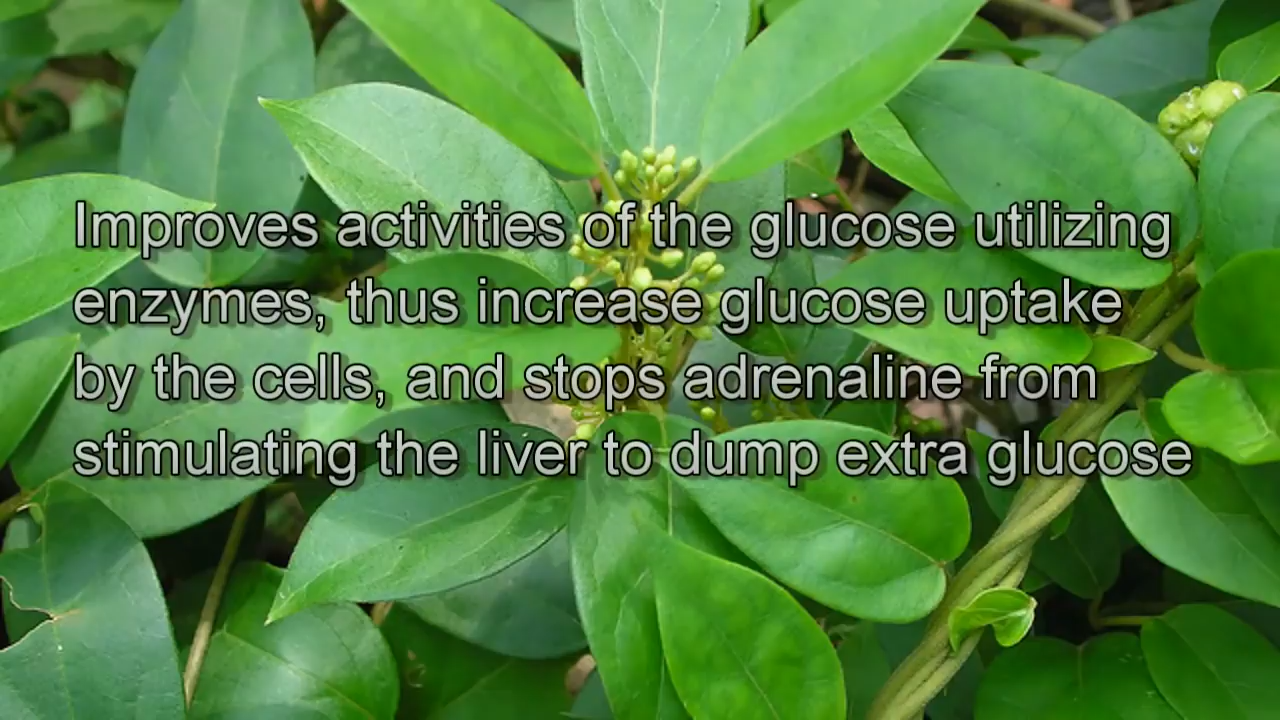 Improves activities of the glucose utilizing
enzymes, thus increase glucose uptake
by the cells, and stops adrenaline from
stimulating the liver to dump extra glucose